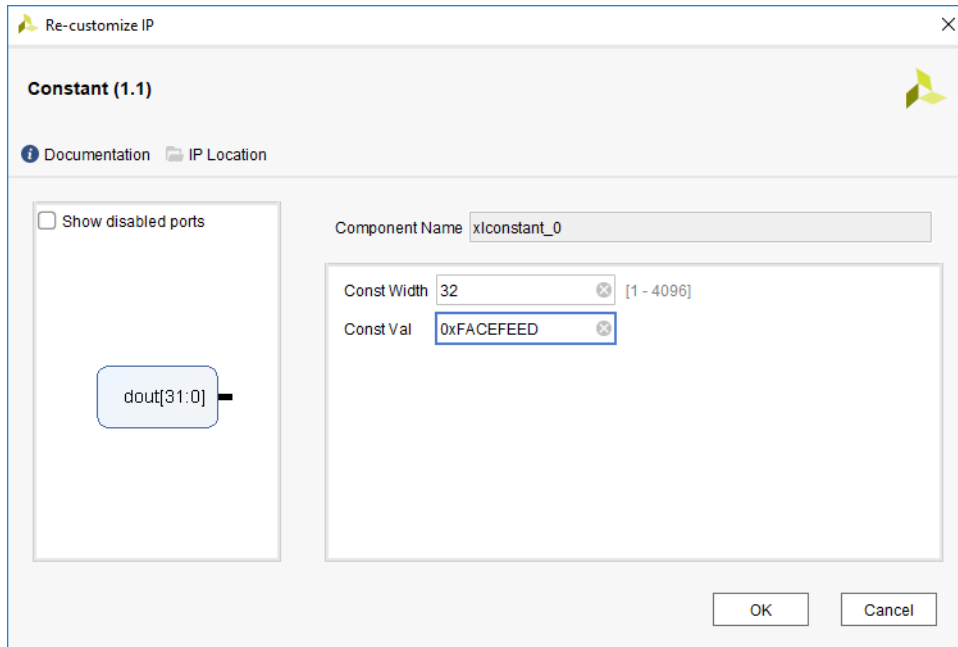 Re-customize IP
Constant (1.1)
Documentation IP Location
Show disabled ports
dout[31:0]
Component Name xlconstant_0
Const Width 32 [1 - 4096]
Const Val 0xFACEFEED
OK Cancel